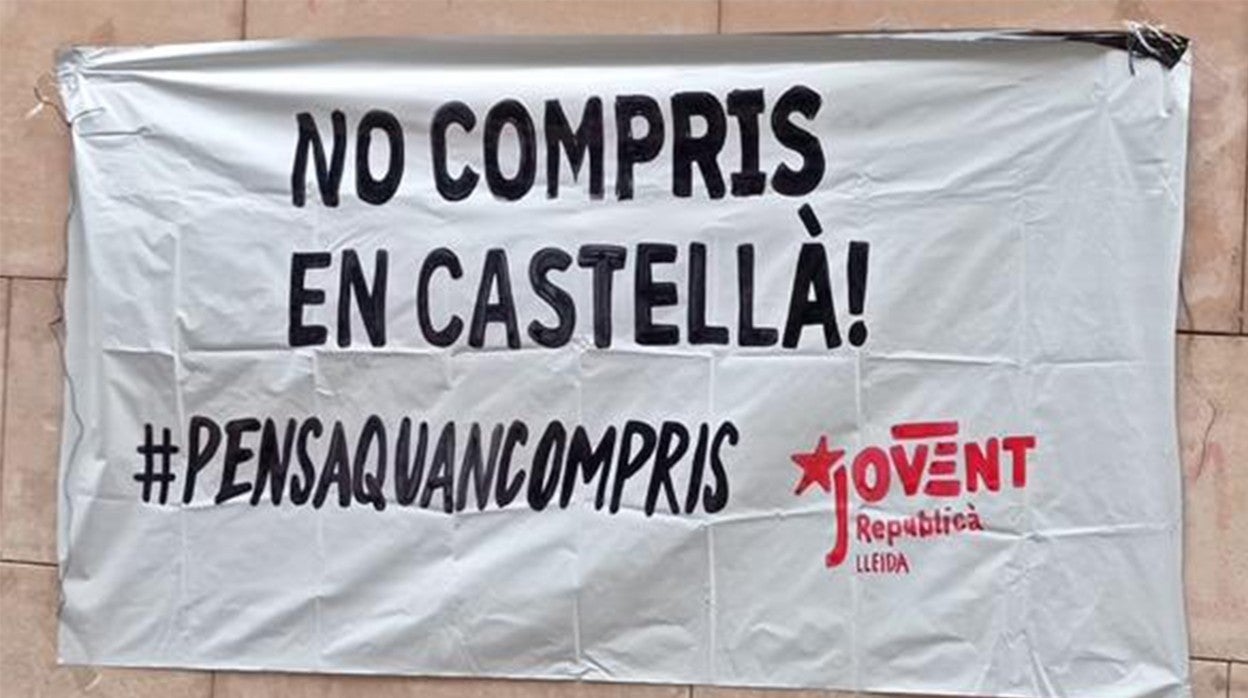 NO COMPRIS
EN CASTELLÀ!
#PENSAQUANCOMPRIS
JOVENT
Republicà
LLEIDA